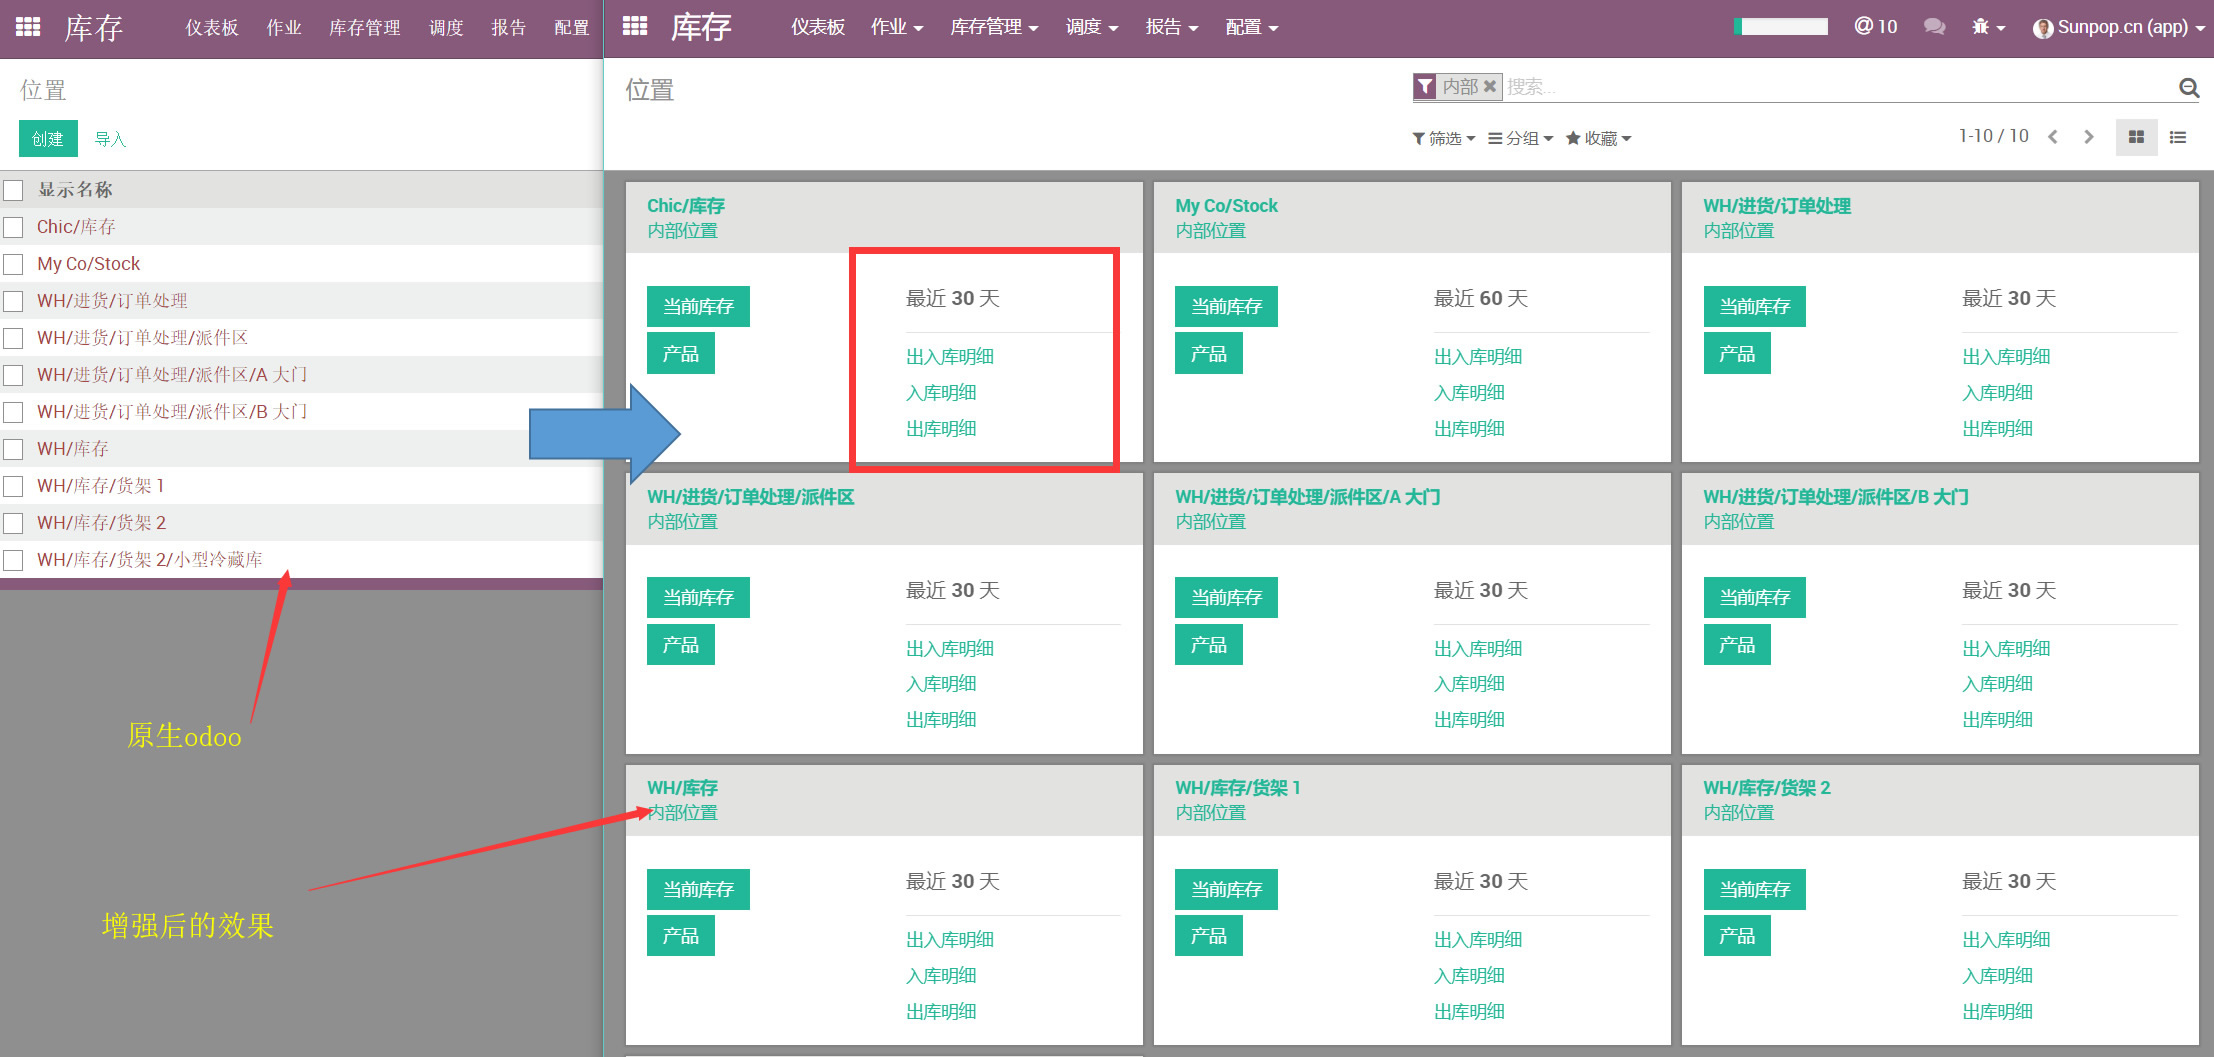 库存
仪表板 作业 库存管理 调度 报告 配置
位置
创建 导入
显示名称
Chic/库存
My Co/Stock
WH/进货/订单处理
WH/进货/订单处理/派件区
WH/进货/订单处理/派件区/A 大门
WH/进货/订单处理/派件区/B 大门
WH/库存
WH/库存/货架 1
WH/库存/货架 2
WH/库存/货架 2/小型冷藏库
原生odoo
增强后的效果
库存
仪表板 作业 库存管理 调度 报告 配置
@ 10
Sunpop.cn (app)
位置
内部 搜索...
筛选 分组 收藏
1-10 / 10
Chic/库存
内部位置
当前库存
产品
最近 30 天
出入库明细
入库明细
出库明细
My Co/Stock
内部位置
当前库存
产品
最近 60 天
出入库明细
入库明细
出库明细
WH/进货/订单处理
内部位置
当前库存
产品
最近 30 天
出入库明细
入库明细
出库明细
WH/进货/订单处理/派件区
内部位置
当前库存
产品
最近 30 天
出入库明细
入库明细
出库明细
WH/进货/订单处理/派件区/A 大门
内部位置
当前库存
产品
最近 30 天
出入库明细
入库明细
出库明细
WH/进货/订单处理/派件区/B 大门
内部位置
当前库存
产品
最近 30 天
出入库明细
入库明细
出库明细
WH/库存
内部位置
当前库存
产品
最近 30 天
出入库明细
入库明细
出库明细
WH/库存/货架 1
内部位置
当前库存
产品
最近 30 天
出入库明细
入库明细
出库明细
WH/库存/货架 2
内部位置
当前库存
产品
最近 30 天
出入库明细
入库明细
出库明细